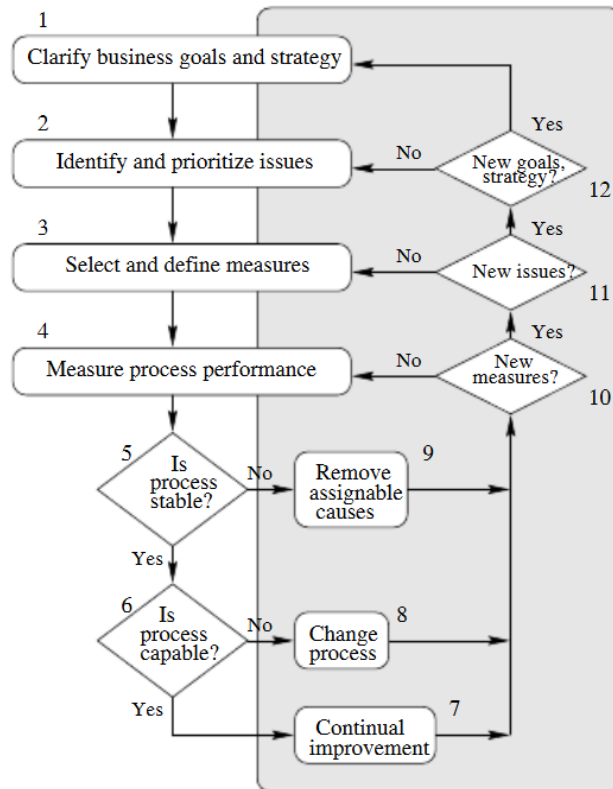 1
Clarify business goals and strategy
2
Identify and prioritize issues
3
Select and define measures
4
Measure process performance
5
Is
process
stable?
Yes
No
6
Is
process
capable?
Yes
No
Continual
improvement
7
Change
process
8
Remove
assignable
causes
9
New
measures?
10
No
Yes
New issues?
11
No
Yes
New goals,
strategy?
12
No
Yes